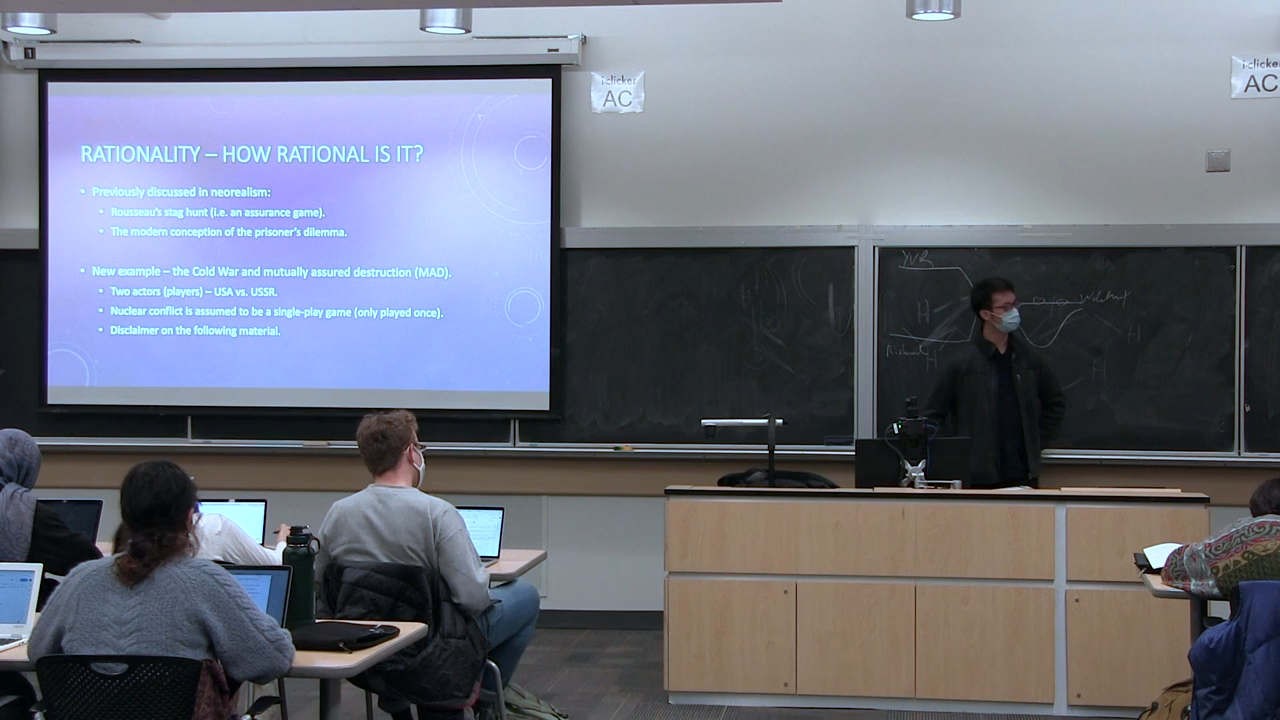 RATIONALITY – HOW RATIONAL IS IT?
• Previously discussed in neorealism:
• Rousseau's stag hunt (i.e. an assurance game).
• The modern conception of the prisoner's dilemma.
• New example – the Cold War and mutually assured destruction (MAD).
• Two actors (players) – USA vs. USSR.
• Nuclear conflict is assumed to be a single-play game (only played once).
• Disclaimer on the following material.
iclicker
AC
iclicker
AC
YVR
H
H
H
H